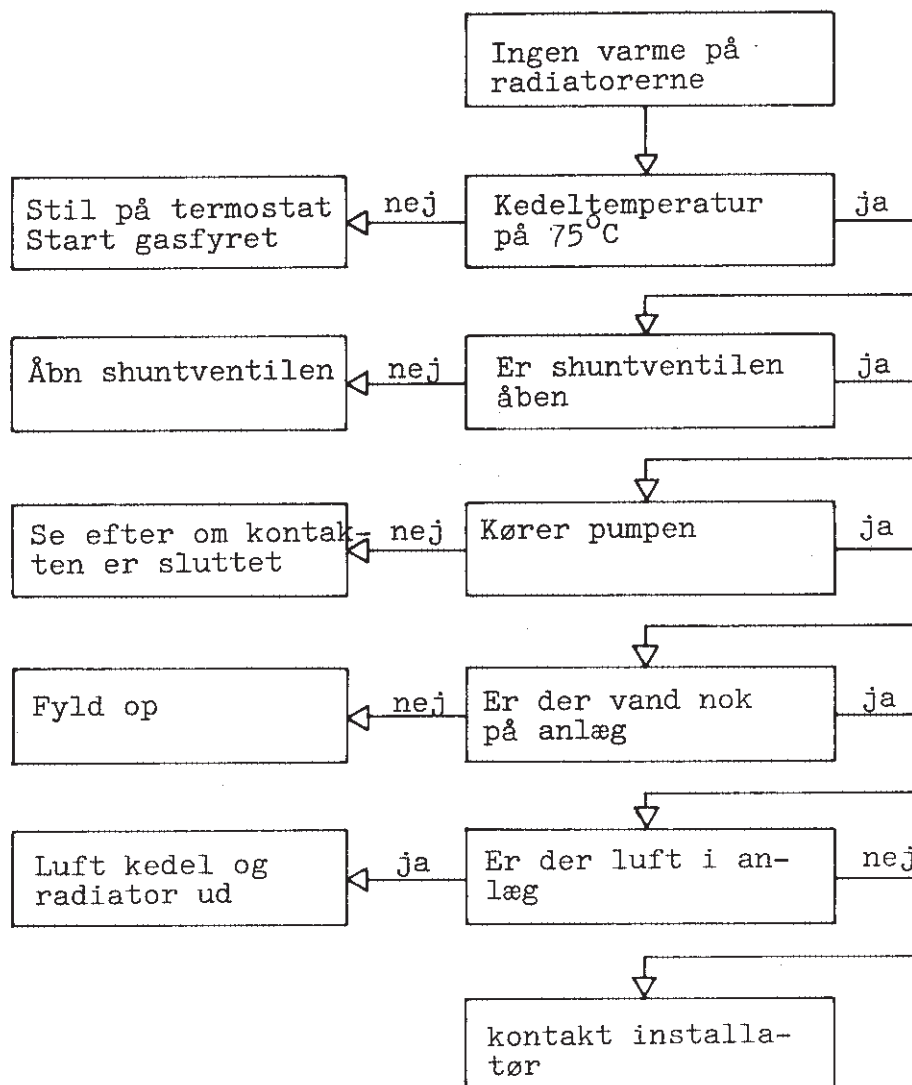 Ingen varme på
radiatorerne
Stil på termostat
Start gasfyret
nej
Kedeltemperatur
på 75°C
ja
Åbn shuntventilen
nej
Er shuntventilen
åben
ja
Se efter om kontak-
ten er sluttet
nej
Kører pumpen
ja
Fyld op
nej
Er der vand nok
på anlæg
ja
Luft kedel og
radiator ud
ja
Er der luft i an-
læg
nej
kontakt installa-
tør